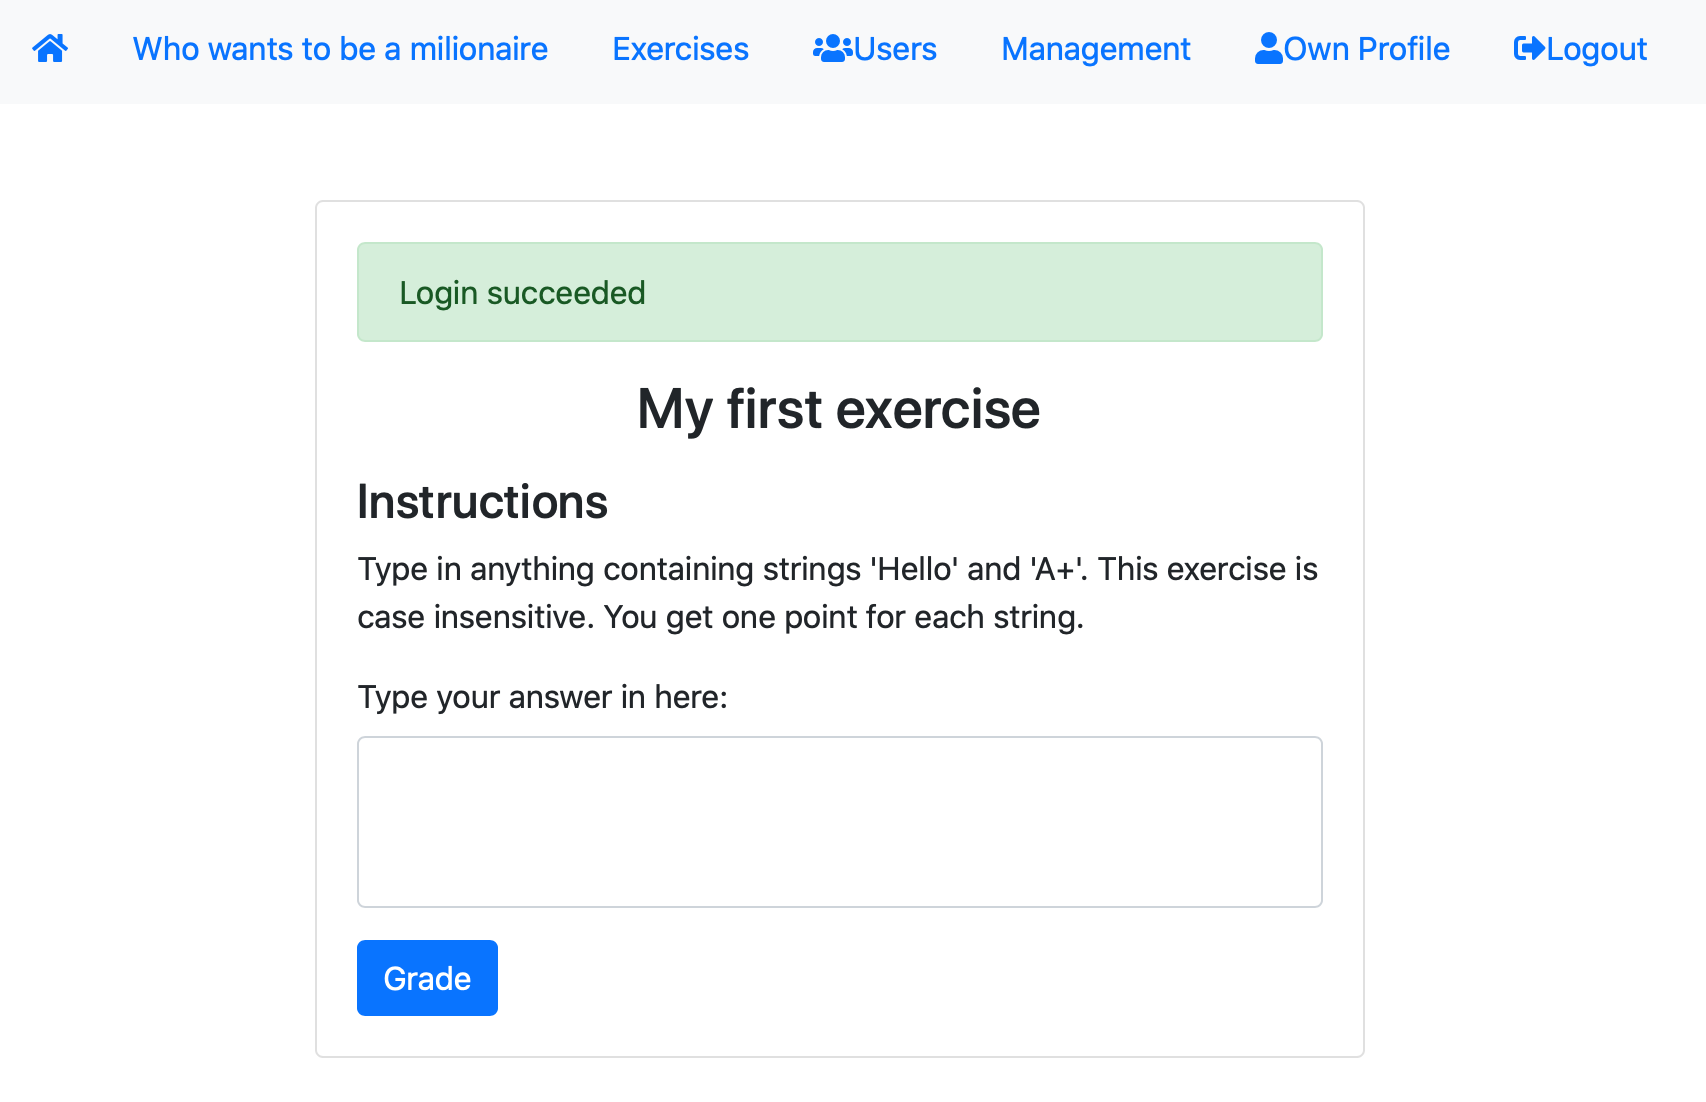 Who wants to be a milionaire Exercises Users Management Own Profile Logout
Login succeeded
My first exercise
Instructions
Type in anything containing strings 'Hello' and 'A+'. This exercise is
case insensitive. You get one point for each string.
Type your answer in here:
Grade